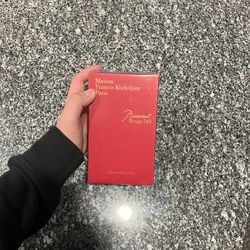 Maison
Francis Kurkdjian
Paris
Baccarat
Rouge 540